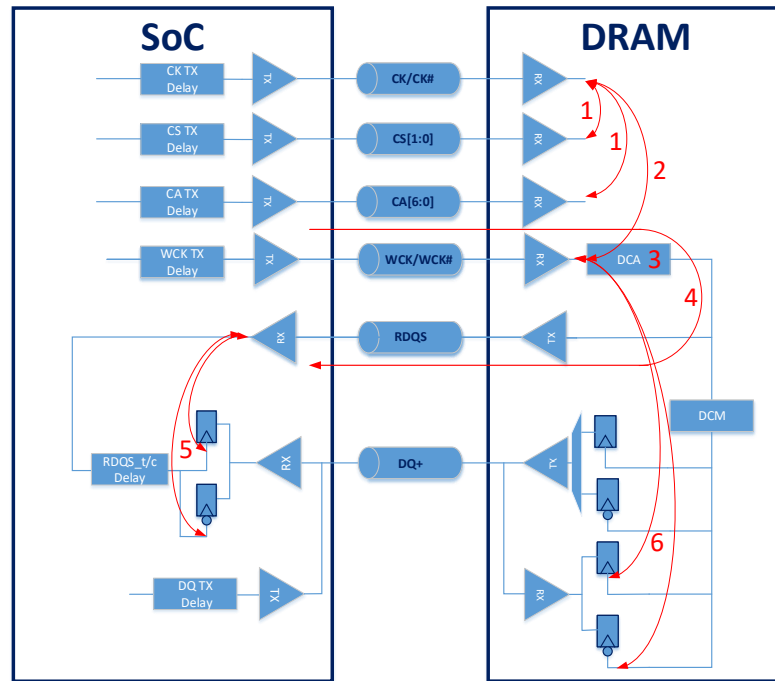 SoC
DRAM
CK TX
Delay
TX
CK/CK#
RX
1
CS TX
Delay
TX
CS[1:0]
RX
1
2
CA TX
Delay
TX
CA[6:0]
RX
WCK TX
Delay
TX
WCK/WCK#
RX
DCA
3
4
RX
RDQS
TX
DCM
5
RDQS_t/c
Delay
RX
DQ+
TX
6
DQ TX
Delay
TX
RX